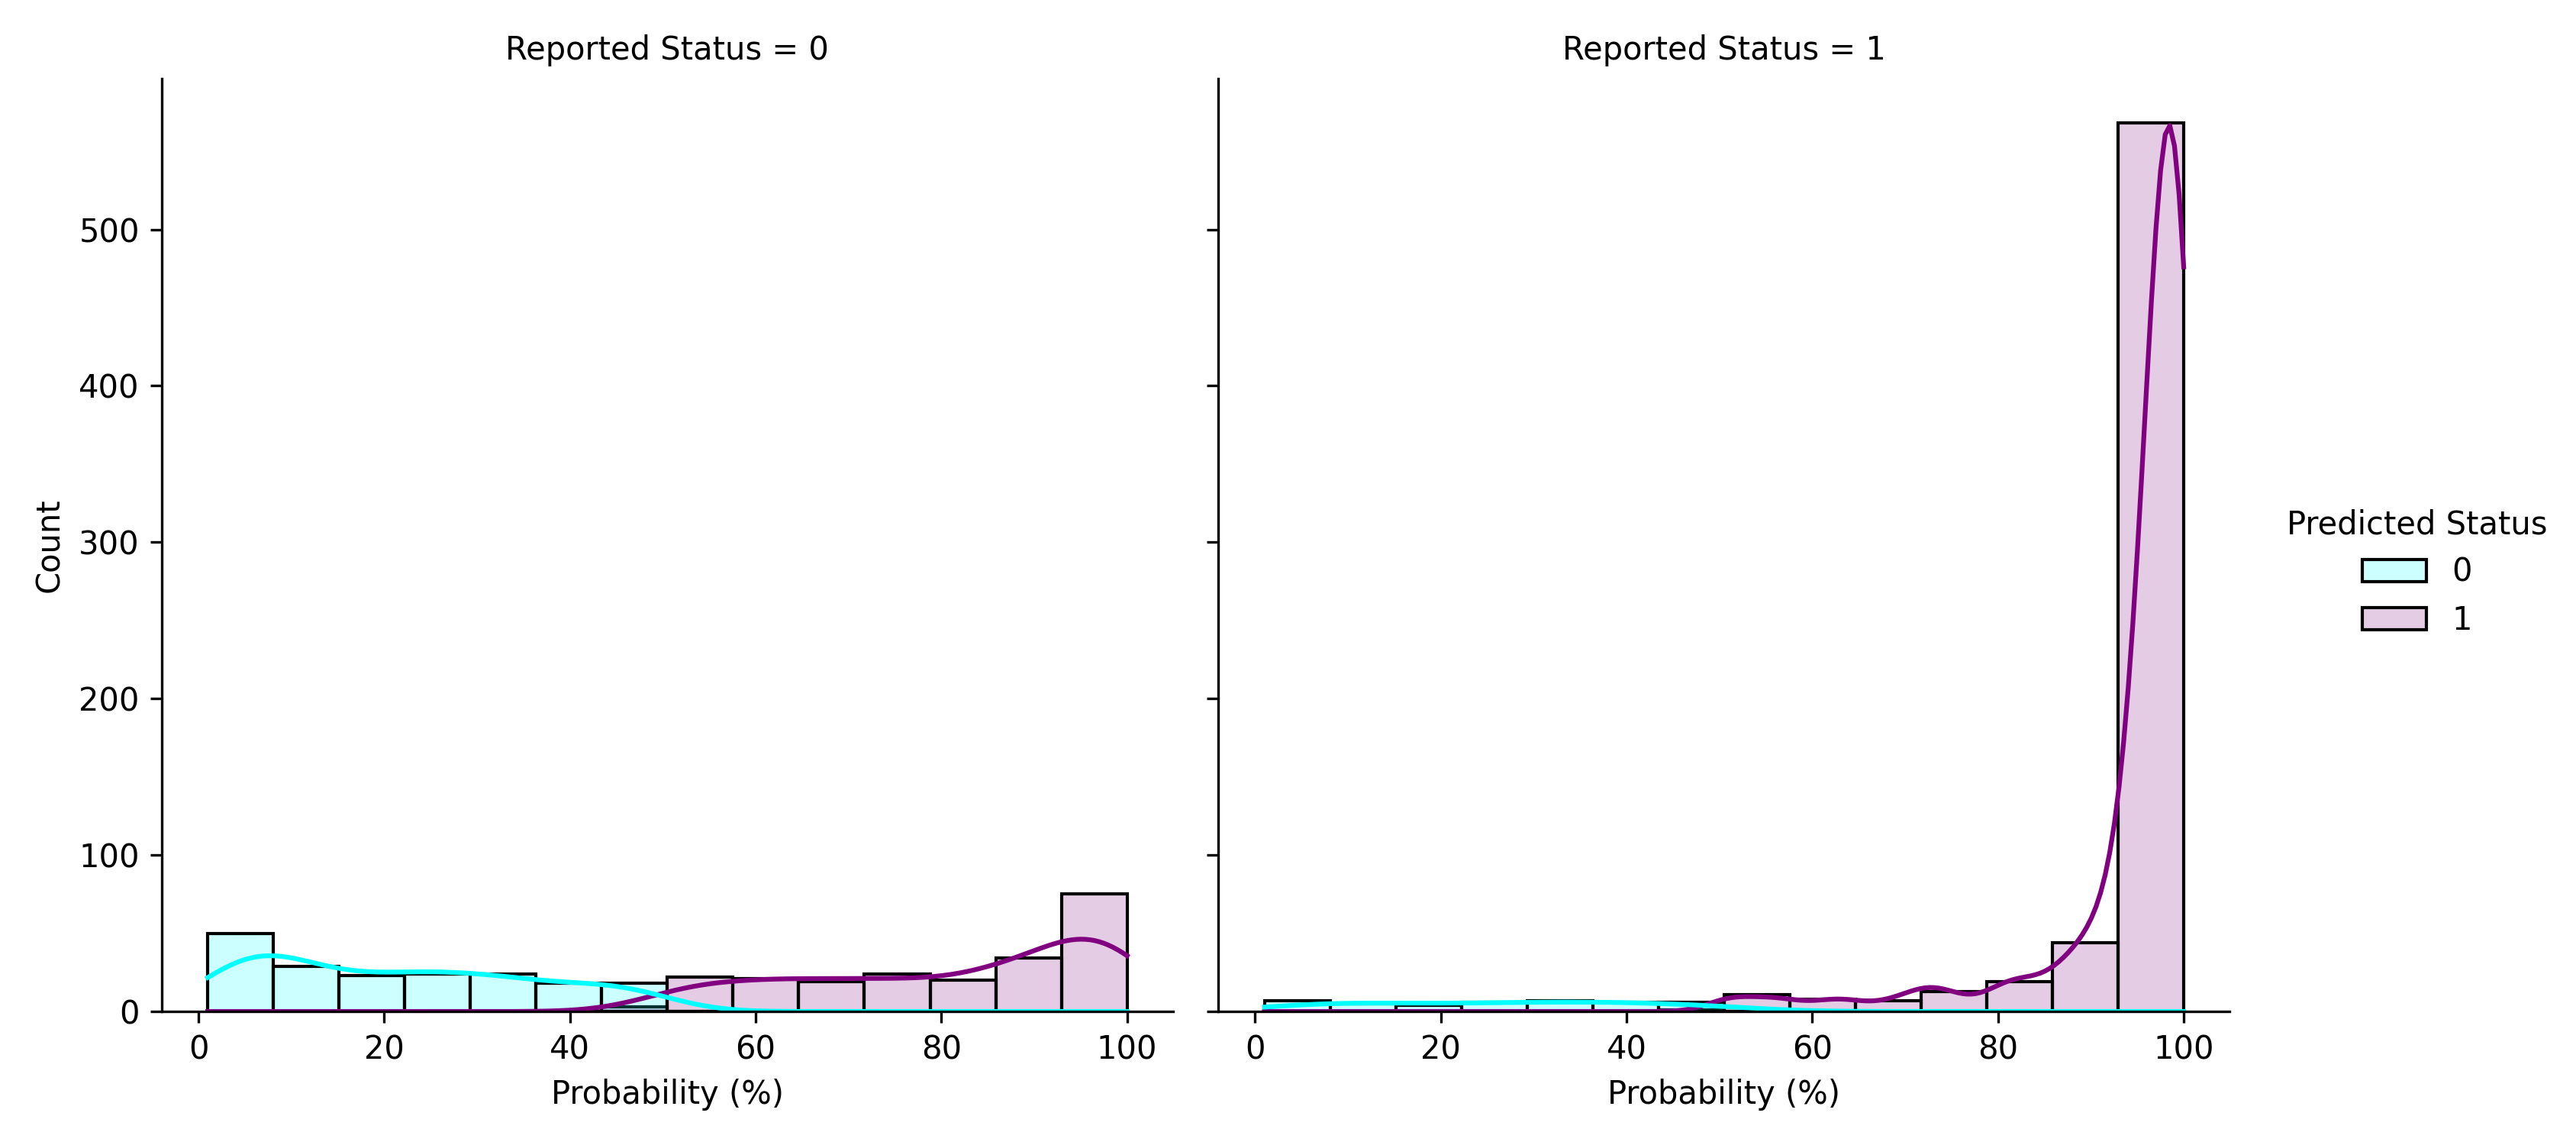 Reported Status = 0
Reported Status = 1
500
400
300
200
100
0
Count
0 20 40 60 80 100
0 20 40 60 80 100
Probability (%)
Probability (%)
Predicted Status
0
1